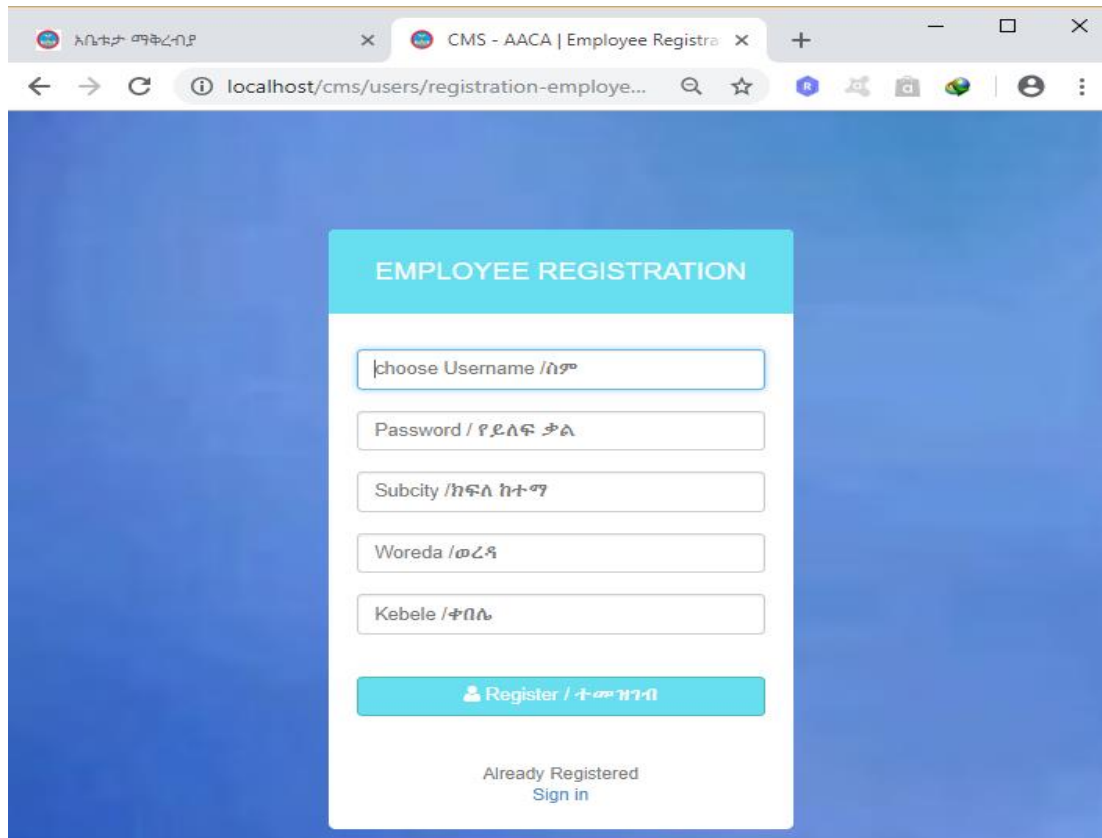 አቤቱታ ማቅረብያ
CMS - AACA | Employee Registra
localhost/cms/users/registration-employe...
EMPLOYEE REGISTRATION
choose Username /ስም
Password / የይለፍ ቃል
Subcity /ክፍለ ከተማ
Woreda /ወረዳ
Kebele /ቀበሌ
Register / ተመዝገብ
Already Registered
Sign in